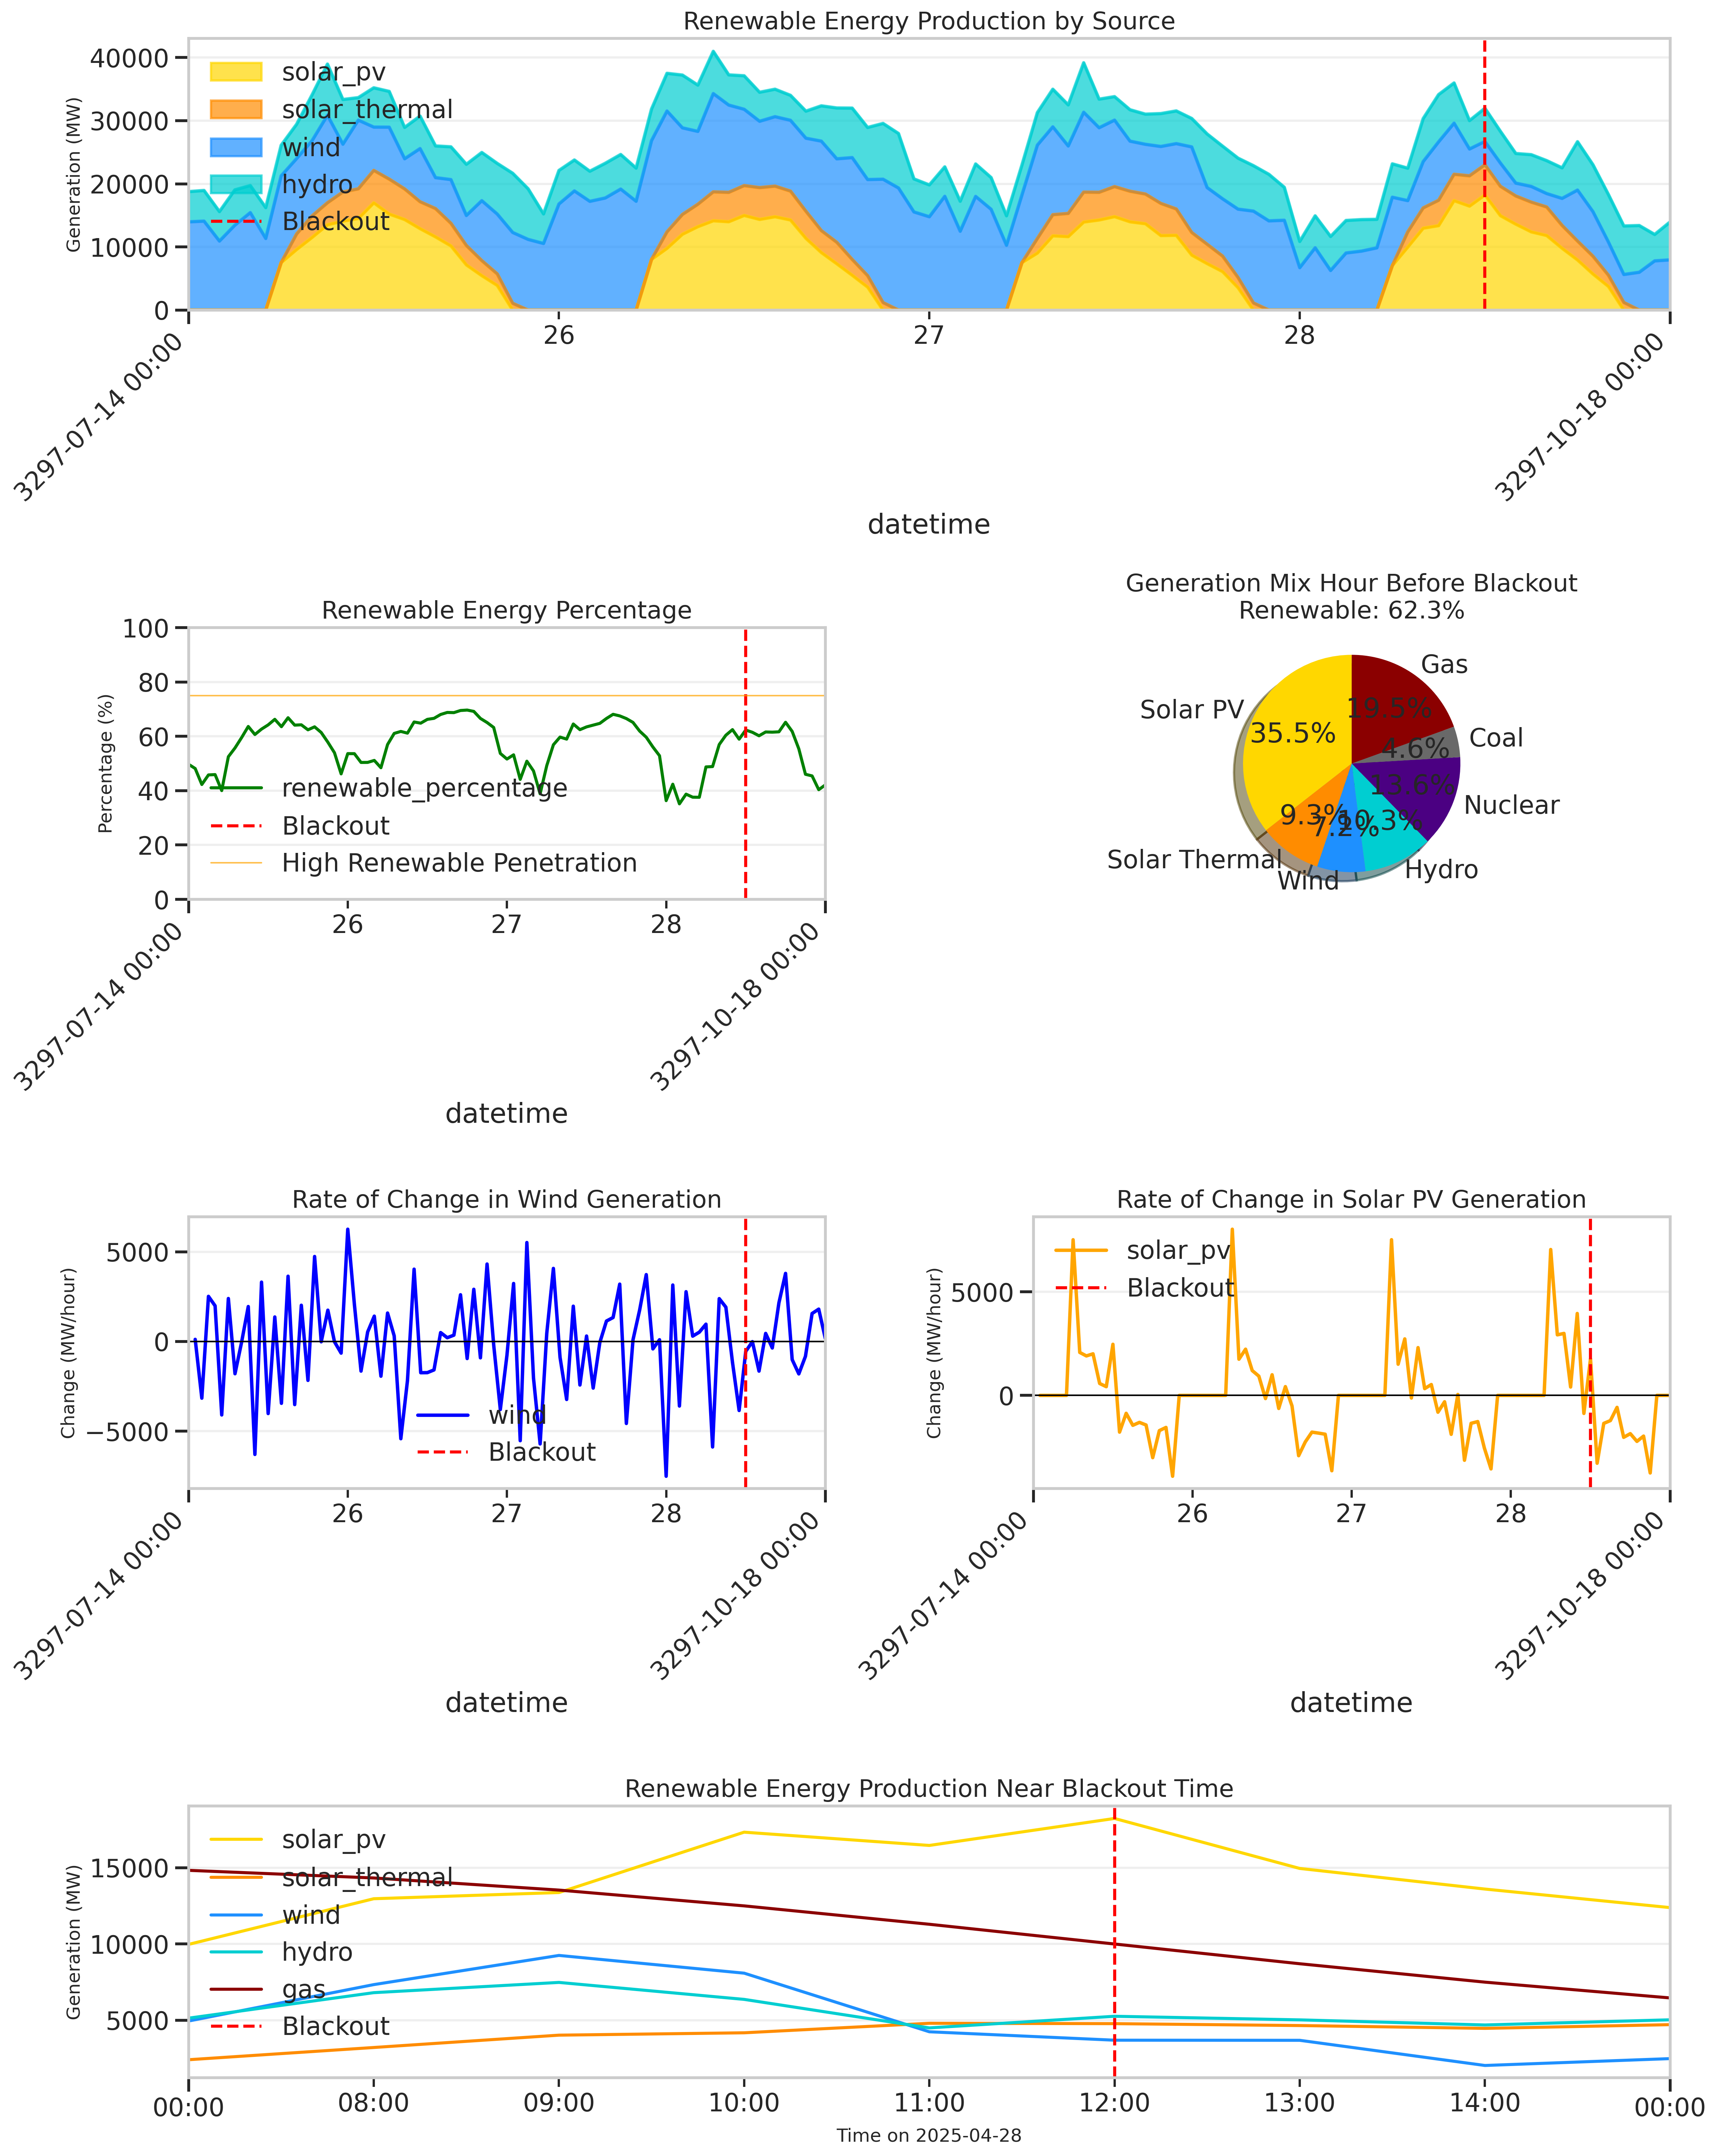 Renewable Energy Production by Source
Generation (MW)
40000
30000
20000
10000
0
solar_pv
solar_thermal
wind
hydro
Blackout
3297-07-14 00:00
26
27
28
3297-10-18 00:00
datetime
Renewable Energy Percentage
Percentage (%)
100
80
60
40
20
0
renewable_percentage
Blackout
High Renewable Penetration
3297-07-14 00:00
26
27
28
3297-10-18 00:00
datetime
Generation Mix Hour Before Blackout
Renewable: 62.3%
Gas
19.5%
Solar PV
35.5%
Coal
4.6%
Nuclear
13.6%
9.3%
7.2%
10.3%
Solar Thermal
Wind
Hydro
Rate of Change in Wind Generation
Change (MW/hour)
5000
0
−5000
wind
Blackout
3297-07-14 00:00
26
27
28
3297-10-18 00:00
datetime
Rate of Change in Solar PV Generation
Change (MW/hour)
5000
0
solar_pv
Blackout
3297-07-14 00:00
26
27
28
3297-10-18 00:00
datetime
Renewable Energy Production Near Blackout Time
Generation (MW)
15000
10000
5000
solar_pv
solar_thermal
wind
hydro
gas
Blackout
00:00
08:00
09:00
10:00
11:00
12:00
13:00
14:00
00:00
Time on 2025-04-28